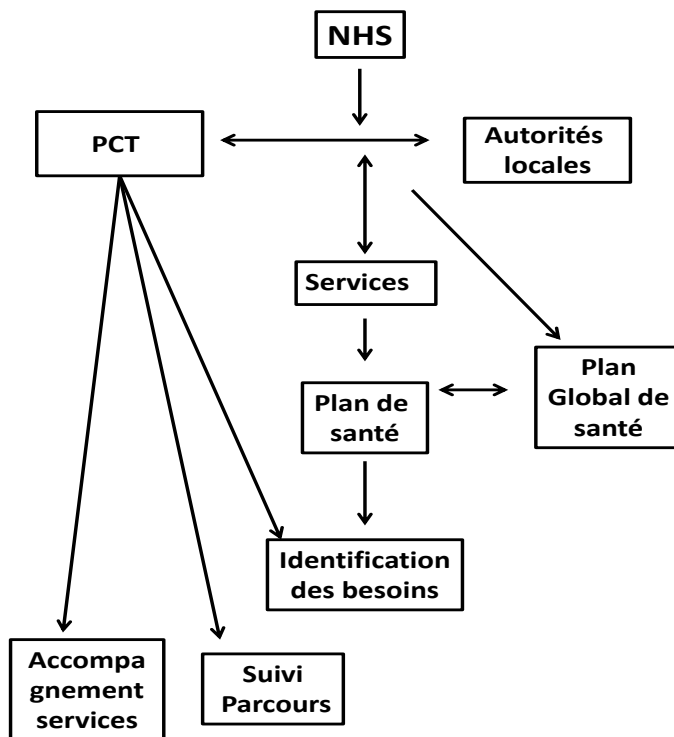 NHS
PCT
Autorités
locales
Services
Plan
Global de
santé
Plan de
santé
Identification
des besoins
Accompa
gnement
services
Suivi
Parcours